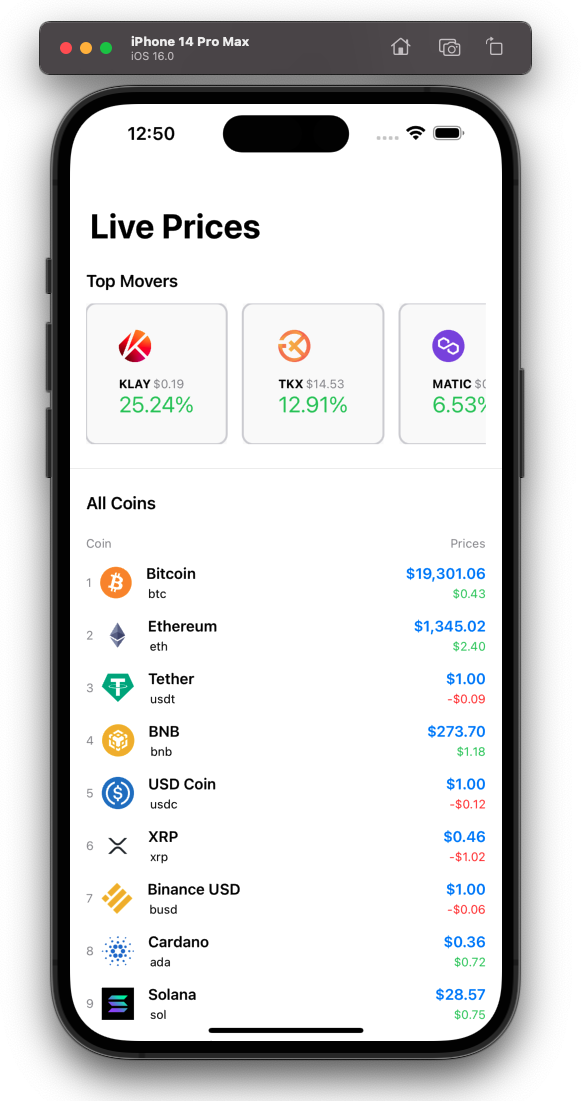 iPhone 14 Pro Max
iOS 16.0
12:50
Live Prices
Top Movers
KLAY $0.19
25.24%
TKX $14.53
12.91%
MATIC $0
6.53%
All Coins
Coin Prices
1 Bitcoin $19,301.06
btc $0.43
2 Ethereum $1,345.02
eth $2.40
3 Tether $1.00
usdt -$0.09
4 BNB $273.70
bnb $1.18
5 USD Coin $1.00
usdc -$0.12
6 XRP $0.46
xrp -$1.02
7 Binance USD $1.00
busd -$0.06
8 Cardano $0.36
ada $0.72
9 Solana $28.57
sol $0.75